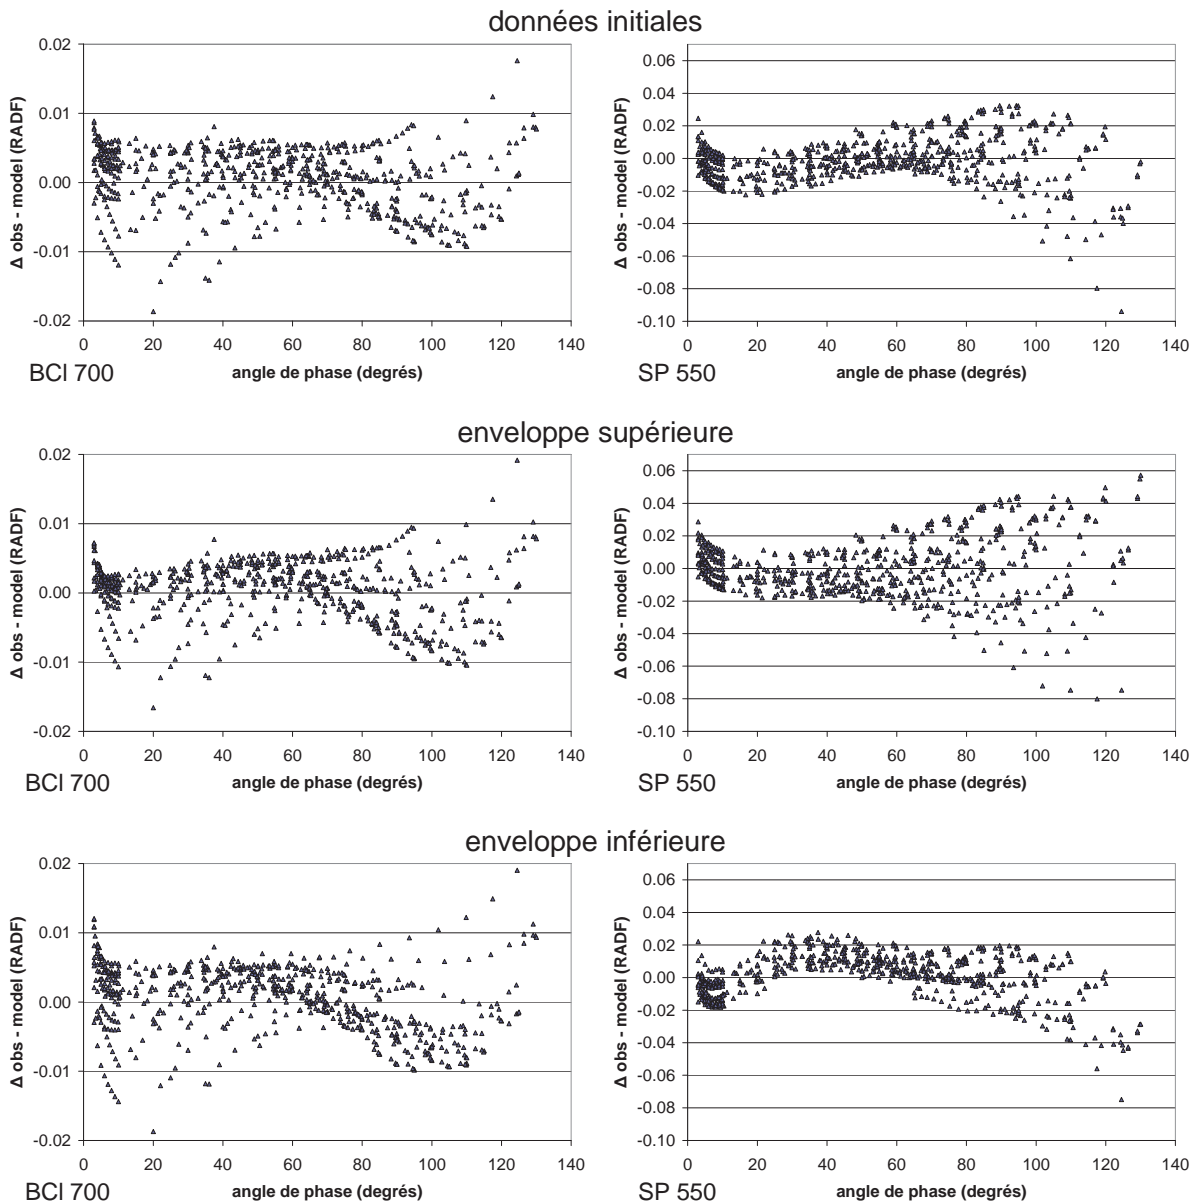 données initiales
Δ obs - model (RADF)
0.02
0.01
0.00
-0.01
-0.02
0 20 40 60 80 100 120 140
BCl 700 angle de phase (degrés)
Δ obs - model (RADF)
0.06
0.04
0.02
0.00
-0.02
-0.04
-0.06
-0.08
-0.10
0 20 40 60 80 100 120 140
SP 550 angle de phase (degrés)
enveloppe supérieure
Δ obs - model (RADF)
0.02
0.01
0.00
-0.01
-0.02
0 20 40 60 80 100 120 140
BCl 700 angle de phase (degrés)
Δ obs - model (RADF)
0.06
0.04
0.02
0.00
-0.02
-0.04
-0.06
-0.08
-0.10
0 20 40 60 80 100 120 140
SP 550 angle de phase (degrés)
enveloppe inférieure
Δ obs - model (RADF)
0.02
0.01
0.00
-0.01
-0.02
0 20 40 60 80 100 120 140
BCl 700 angle de phase (degrés)
Δ obs - model (RADF)
0.06
0.04
0.02
0.00
-0.02
-0.04
-0.06
-0.08
-0.10
0 20 40 60 80 100 120 140
SP 550 angle de phase (degrés)